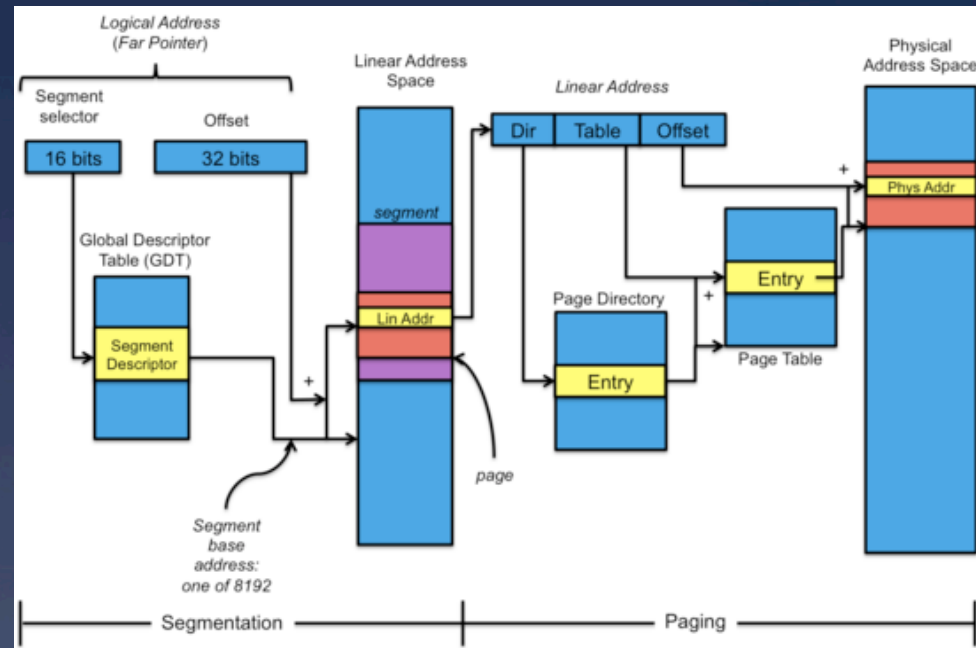 Logical Address
(Far Pointer)
Segment
selector
Offset
16 bits
32 bits
Global Descriptor
Table (GDT)
Segment
Descriptor
+
Segment
base
address:
one of 8192
Linear Address
Space
segment
Lin Addr
page
Linear Address
Dir
Table
Offset
Page Directory
Entry
+
Entry
Page Table
Physical
Address Space
+
Phys Addr
Segmentation
Paging